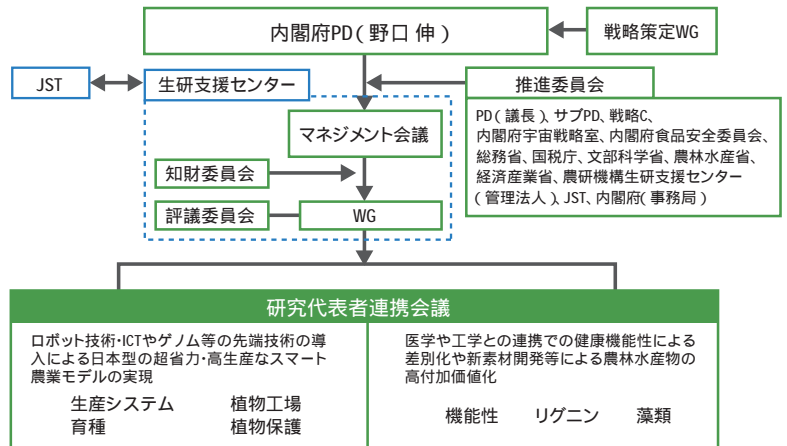 内閣府PD(野口 伸)
戦略策定WG
JST
生研支援センター
推進委員会
PD(議長)、サブPD、戦略C、
内閣府宇宙戦略室、内閣府食品安全委員会、
総務省、国税庁、文部科学省、農林水産省、
経済産業省、農研機構生研支援センター
(管理法人)、JST、内閣府(事務局)
マネジメント会議
知財委員会
評議委員会
WG
研究代表者連携会議
ロボット技術・ICTやゲノム等の先端技術の導
入による日本型の超省力・高生産なスマート
農業モデルの実現
生産システム 植物工場
育種 植物保護
医学や工学との連携での健康機能性による
差別化や新素材開発等による農林水産物の
高付加価値化
機能性 リグニン 藻類